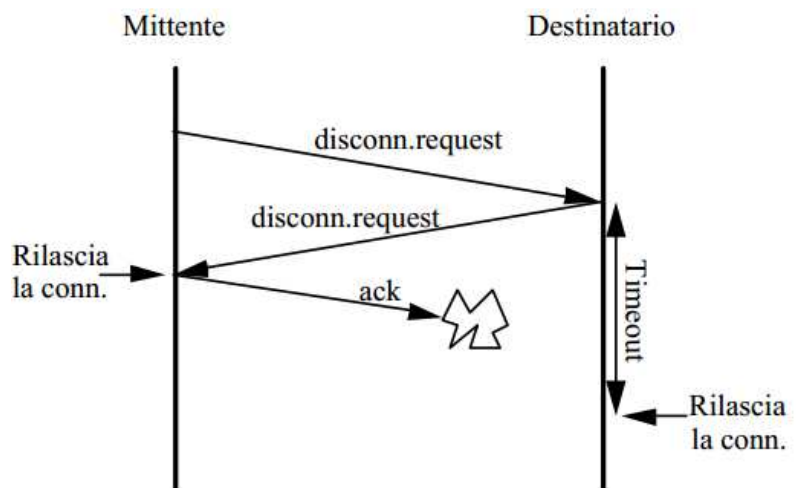 Mittente
Destinatario
disconn.request
disconn.request
Rilascia
la conn.
ack
Timeout
Rilascia
la conn.